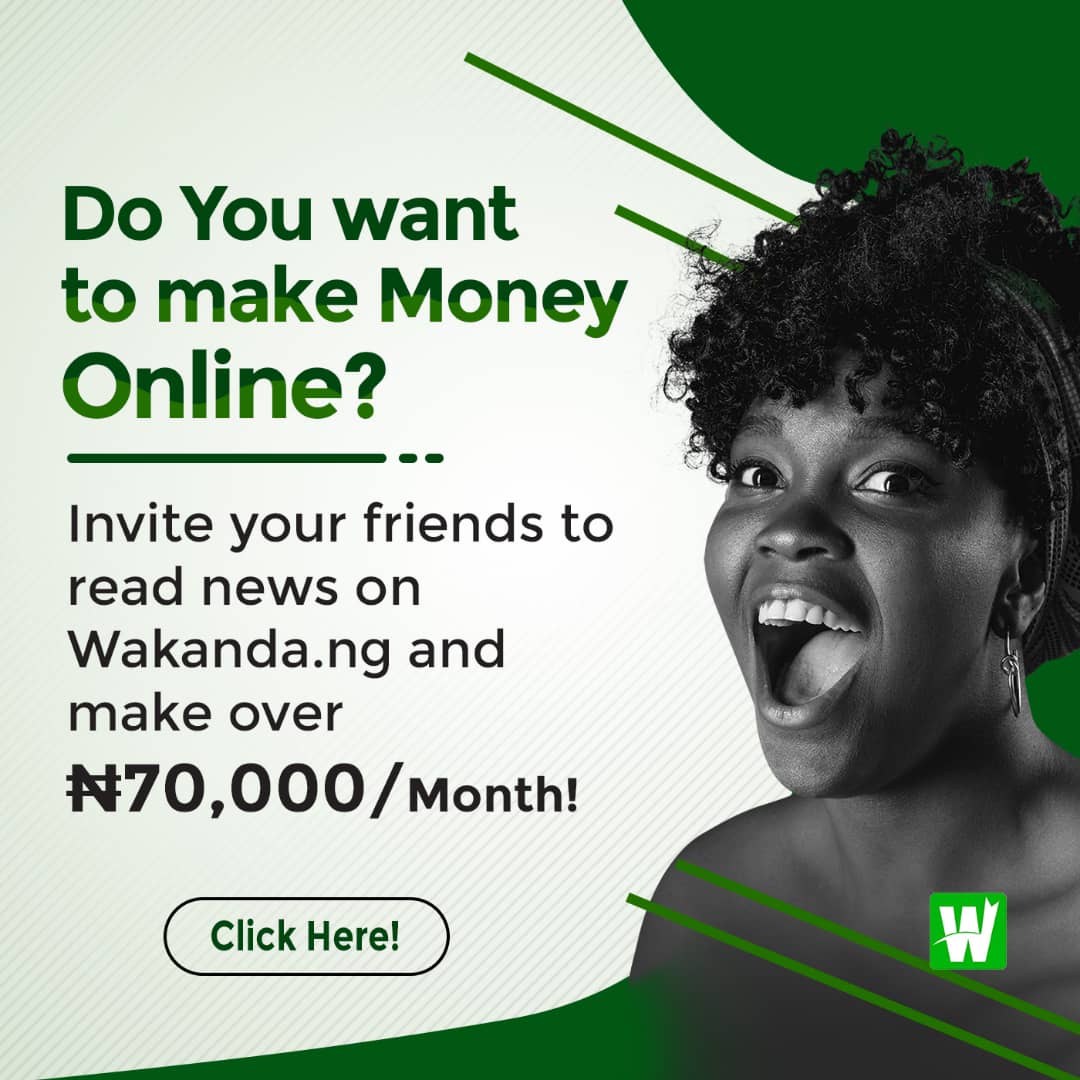 Do You want
to make Money
Online?
Invite your friends to
read news on
Wakanda.ng and
make over
₦70,000/Month!
Click Here!
W